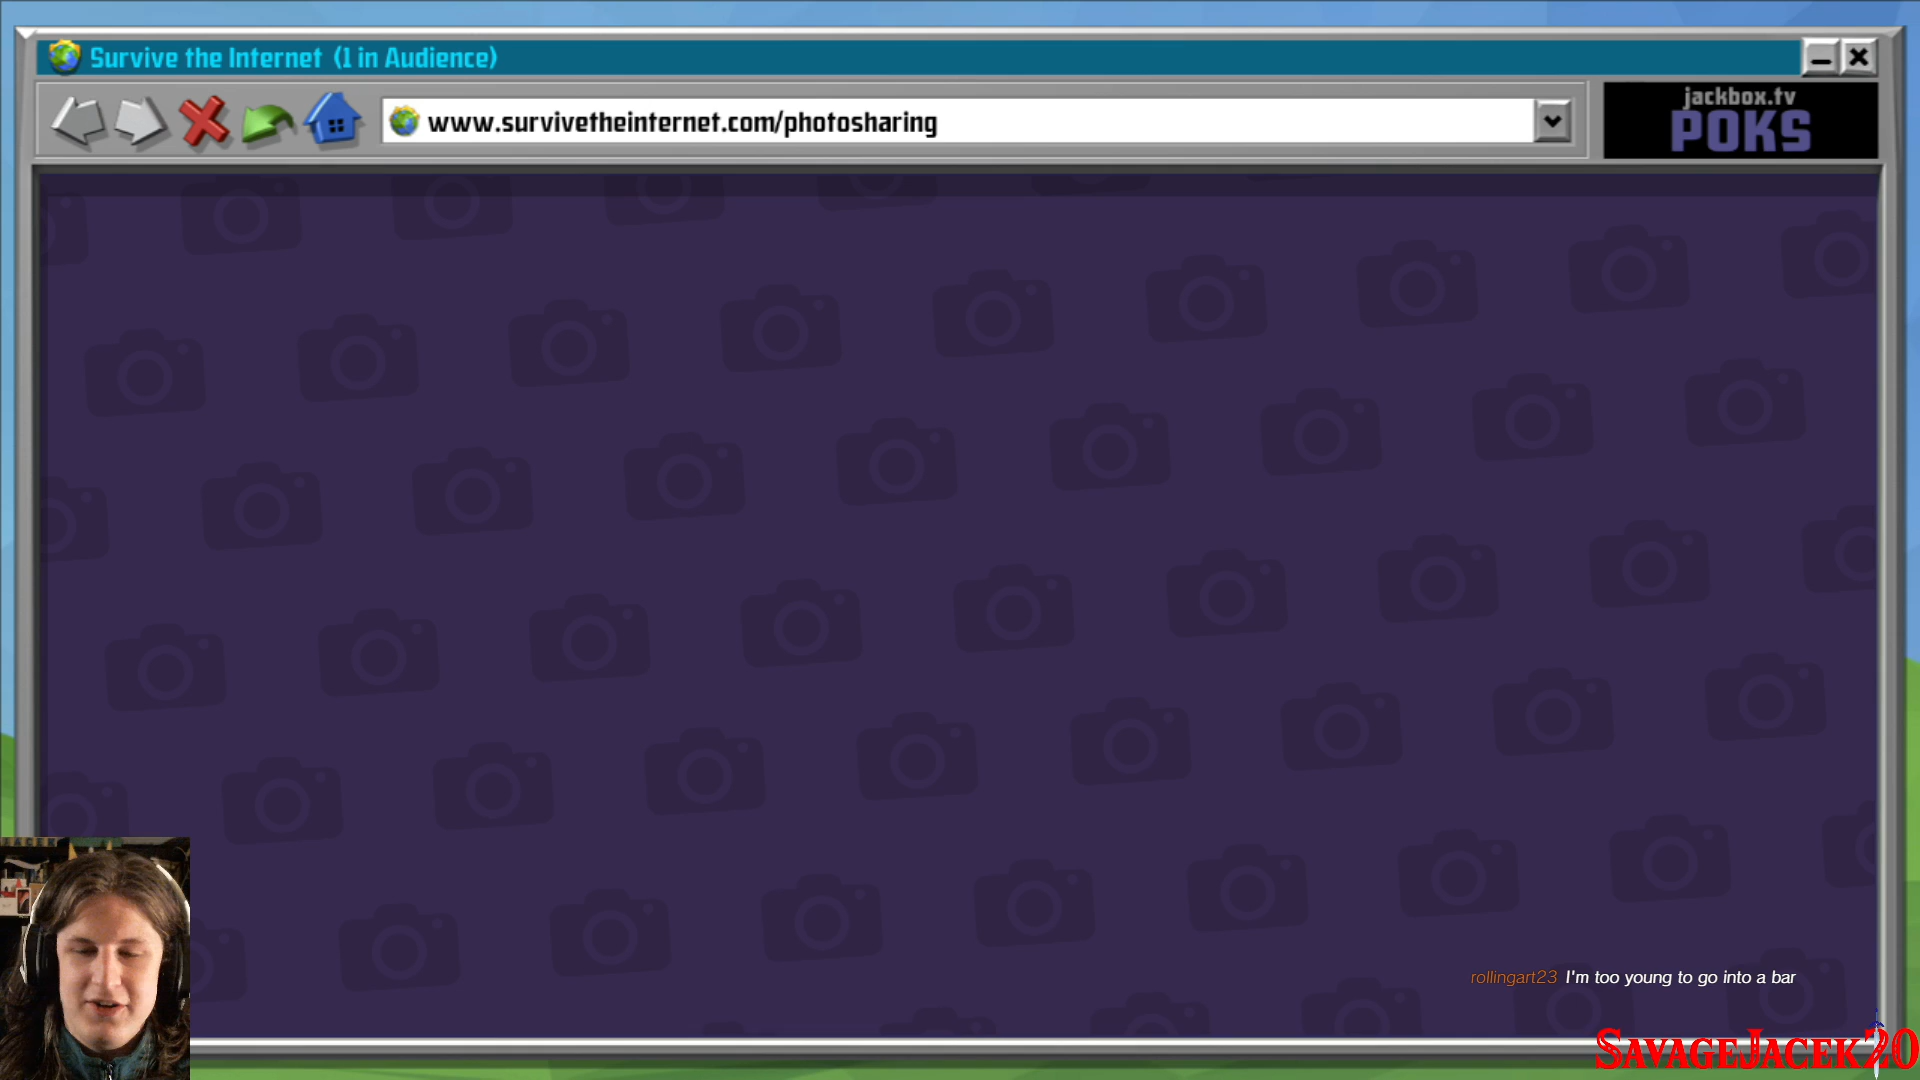 Survive the Internet (1 in Audience)
www.survivetheinternet.com/photosharing
jackbox.tv
POKS
rollingart23 I'm too young to go into a bar
SavageJacek20